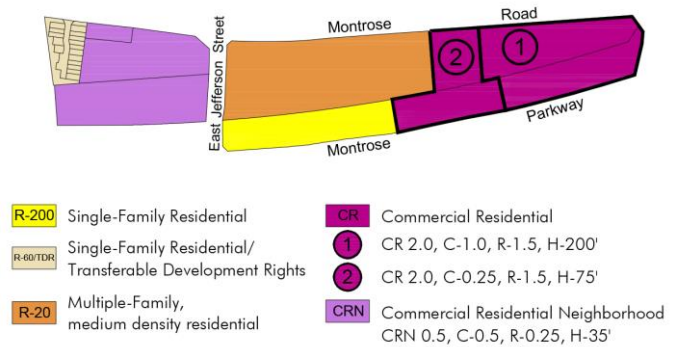 Montrose
Road
East Jefferson Street
2
1
Parkway
Montrose
R-200 Single-Family Residential
R-60/TDR Single-Family Residential/
Transferable Development Rights
R-20 Multiple-Family,
medium density residential
CR Commercial Residential
1 CR 2.0, C-1.0, R-1.5, H-200'
2 CR 2.0, C-0.25, R-1.5, H-75'
CRN Commercial Residential Neighborhood
CRN 0.5, C-0.5, R-0.25, H-35'